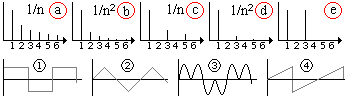 1/n a 1/n² b 1/n c 1/n² d e
1 2 3 4 5 6 1 2 3 4 5 6 1 2 3 4 5 6 1 2 3 4 5 6 1 2 3 4 5 6
① ② ③ ④